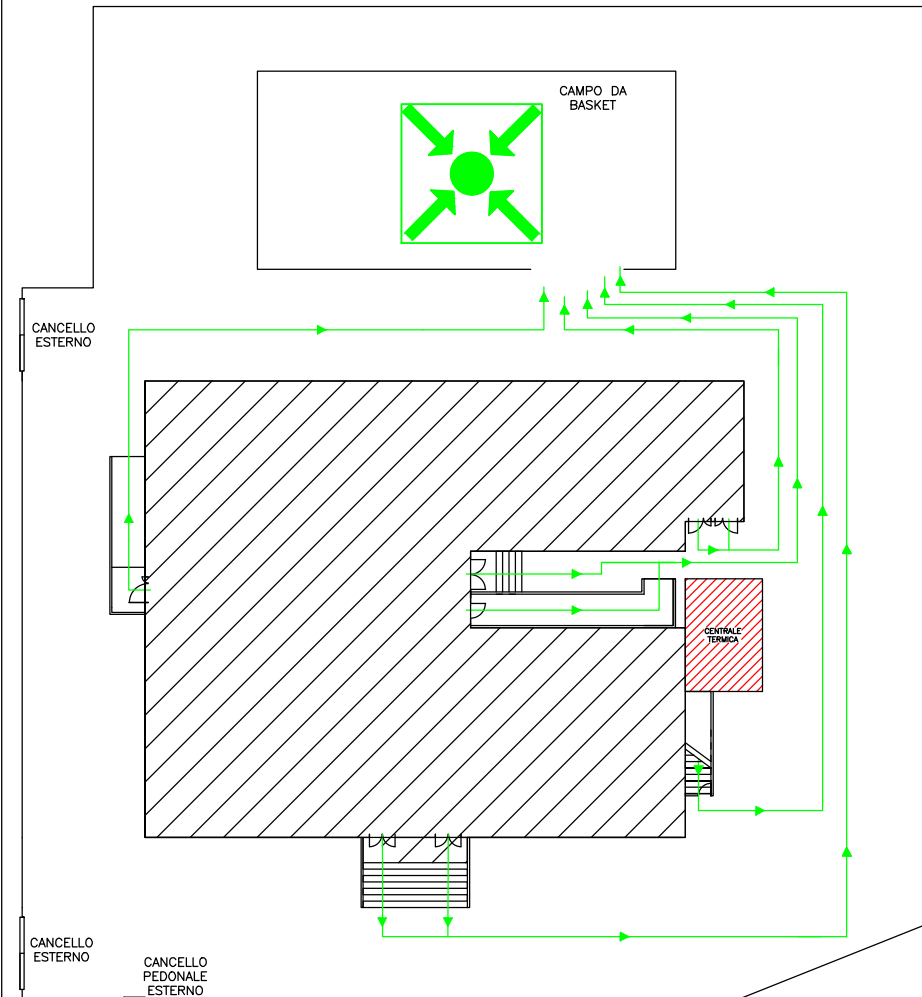 CAMPO DA
BASKET
CANCELLO
ESTERNO
CENTRALE
TERMICA
CANCELLO
ESTERNO
CANCELLO
PEDONALE
ESTERNO